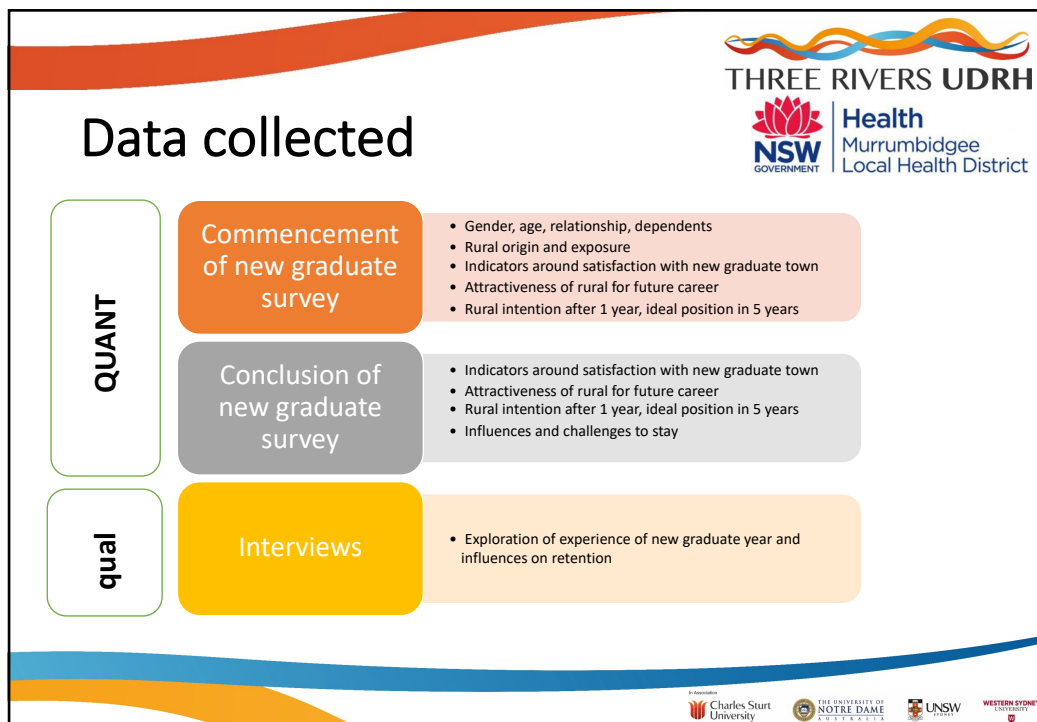 THREE RIVERS UDRH
Data collected
NSW
GOVERNMENT
Health
Murrumbidgee
Local Health District
QUANT
Commencement
of new graduate
survey
• Gender, age, relationship, dependents
• Rural origin and exposure
• Indicators around satisfaction with new graduate town
• Attractiveness of rural for future career
• Rural intention after 1 year, ideal position in 5 years
Conclusion of
new graduate
survey
• Indicators around satisfaction with new graduate town
• Attractiveness of rural for future career
• Rural intention after 1 year, ideal position in 5 years
• Influences and challenges to stay
qual
Interviews
• Exploration of experience of new graduate year and
influences on retention
In Association
Charles Sturt
University
THE UNIVERSITY OF
NOTRE DAME
AUSTRALIA
UNSW
SYDNEY
WESTERN SYDNEY
UNIVERSITY
W